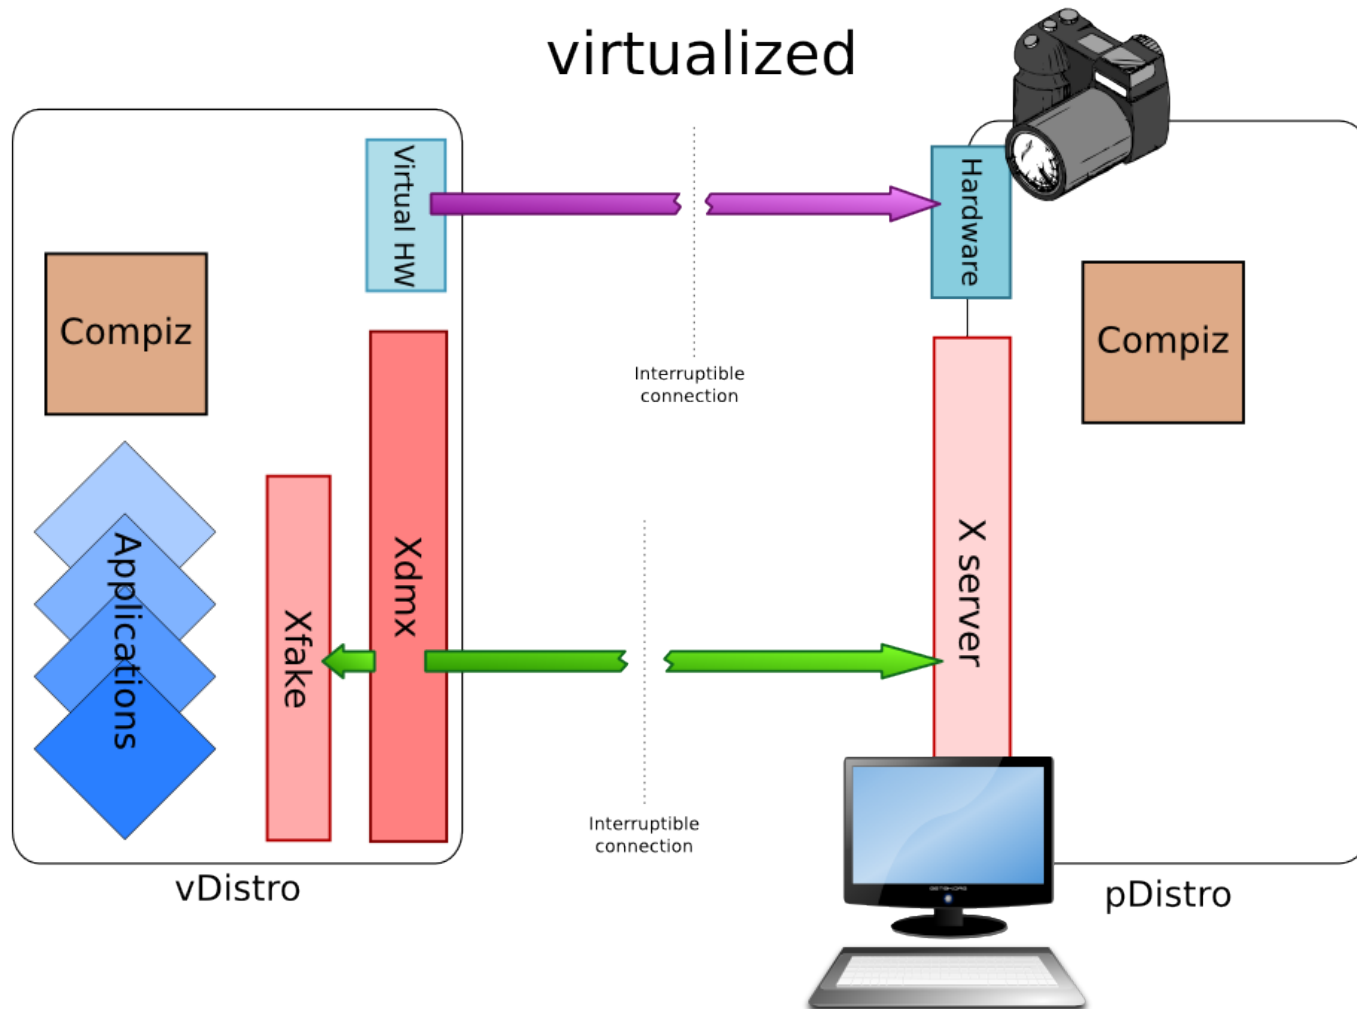 virtualized
Virtual HW
Hardware
Compiz
Compiz
Interruptible
connection
Applications
Xfake
Xdmx
X server
Interruptible
connection
vDistro
pDistro